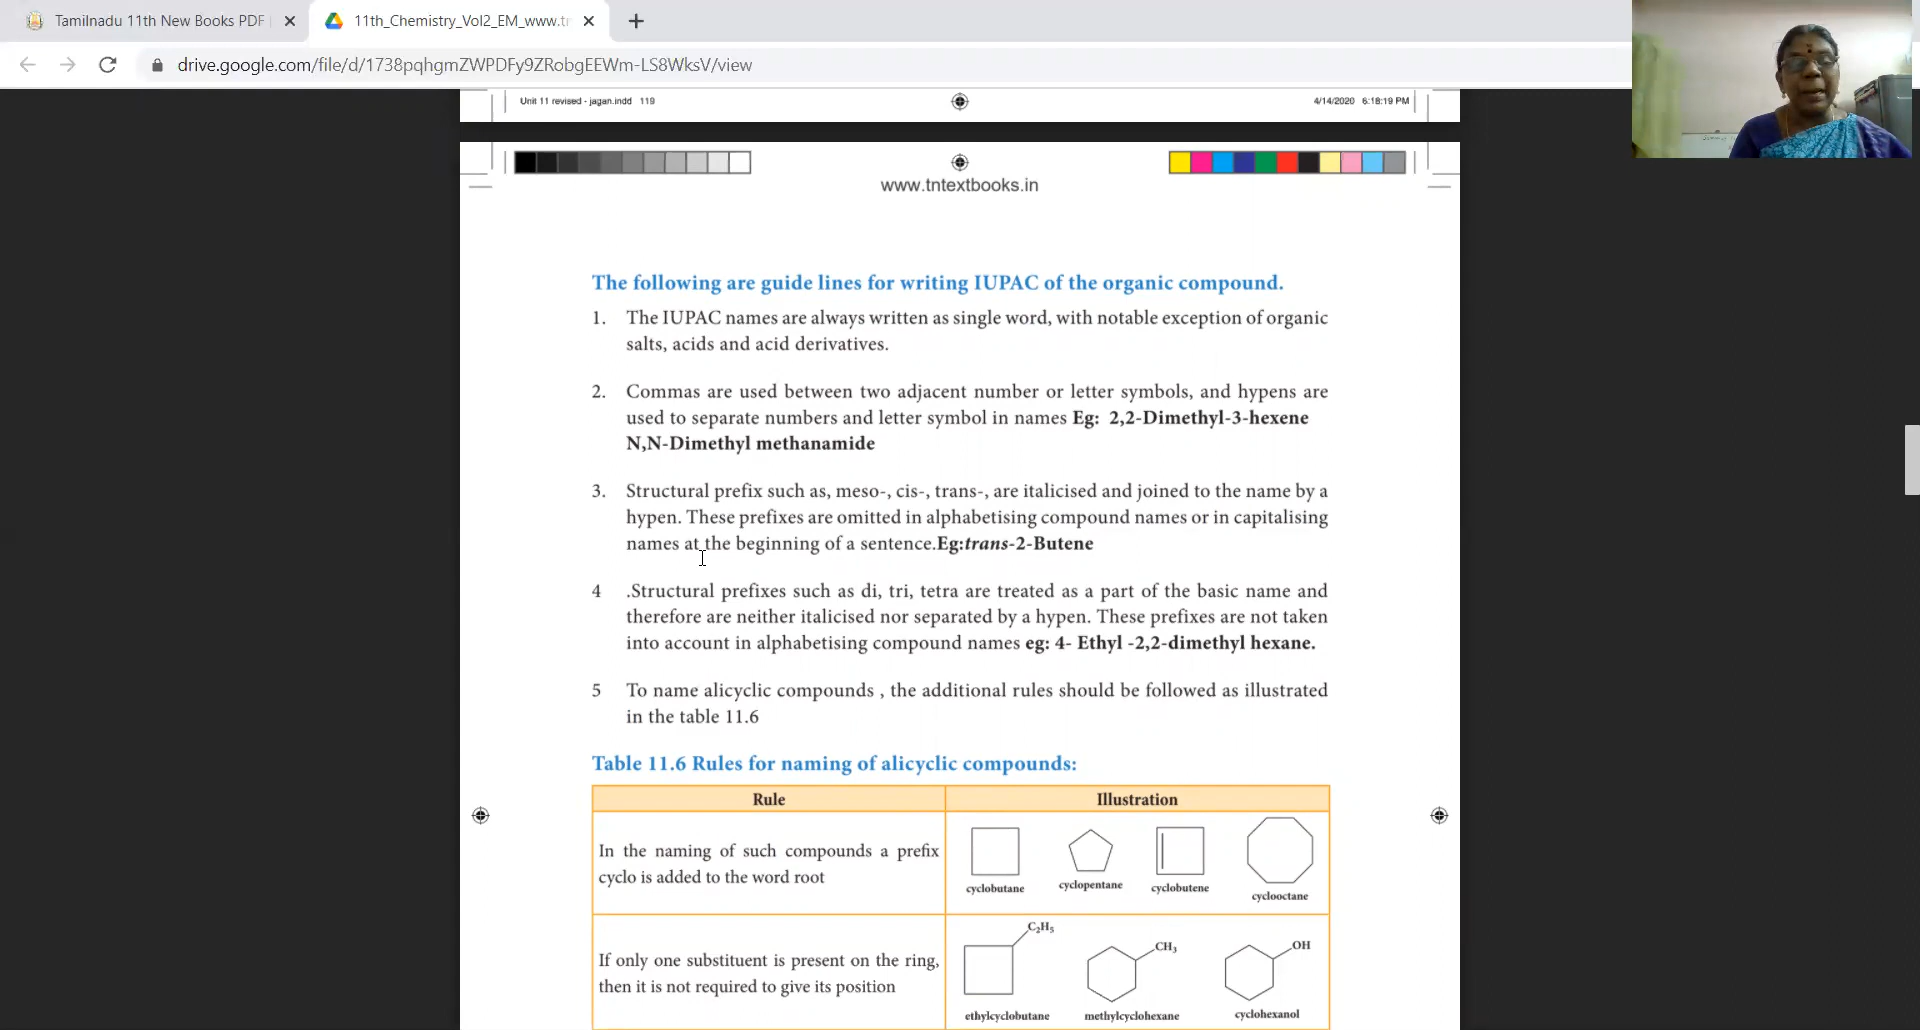 Tamilnadu 11th New Books PDF
11th_Chemistry_Vol2_EM_www.tn
drive.google.com/file/d/1738pqhgmZWPDFy9ZRobgEEWm-LS8WksV/view
Unit 11 revised - jagan.indd 119
4/14/2020 6:18:19 PM
www.tntextbooks.in
The following are guide lines for writing IUPAC of the organic compound.
1. The IUPAC names are always written as single word, with notable exception of organic
salts, acids and acid derivatives.
2. Commas are used between two adjacent number or letter symbols, and hypens are
used to separate numbers and letter symbol in names Eg: 2,2-Dimethyl-3-hexene
N,N-Dimethyl methanamide
3. Structural prefix such as, meso-, cis-, trans-, are italicised and joined to the name by a
hypen. These prefixes are omitted in alphabetising compound names or in capitalising
names at the beginning of a sentence.Eg:trans-2-Butene
4 .Structural prefixes such as di, tri, tetra are treated as a part of the basic name and
therefore are neither italicised nor separated by a hypen. These prefixes are not taken
into account in alphabetising compound names eg: 4- Ethyl -2,2-dimethyl hexane.
5 To name alicyclic compounds , the additional rules should be followed as illustrated
in the table 11.6
Table 11.6 Rules for naming of alicyclic compounds:
Rule
Illustration
In the naming of such compounds a prefix
cyclo is added to the word root
cyclobutane
cyclopentane
cyclobutene
cyclooctane
If only one substituent is present on the ring,
then it is not required to give its position
C₂H₅
CH₃
OH
ethylcyclobutane
methylcyclohexane
cyclohexanol